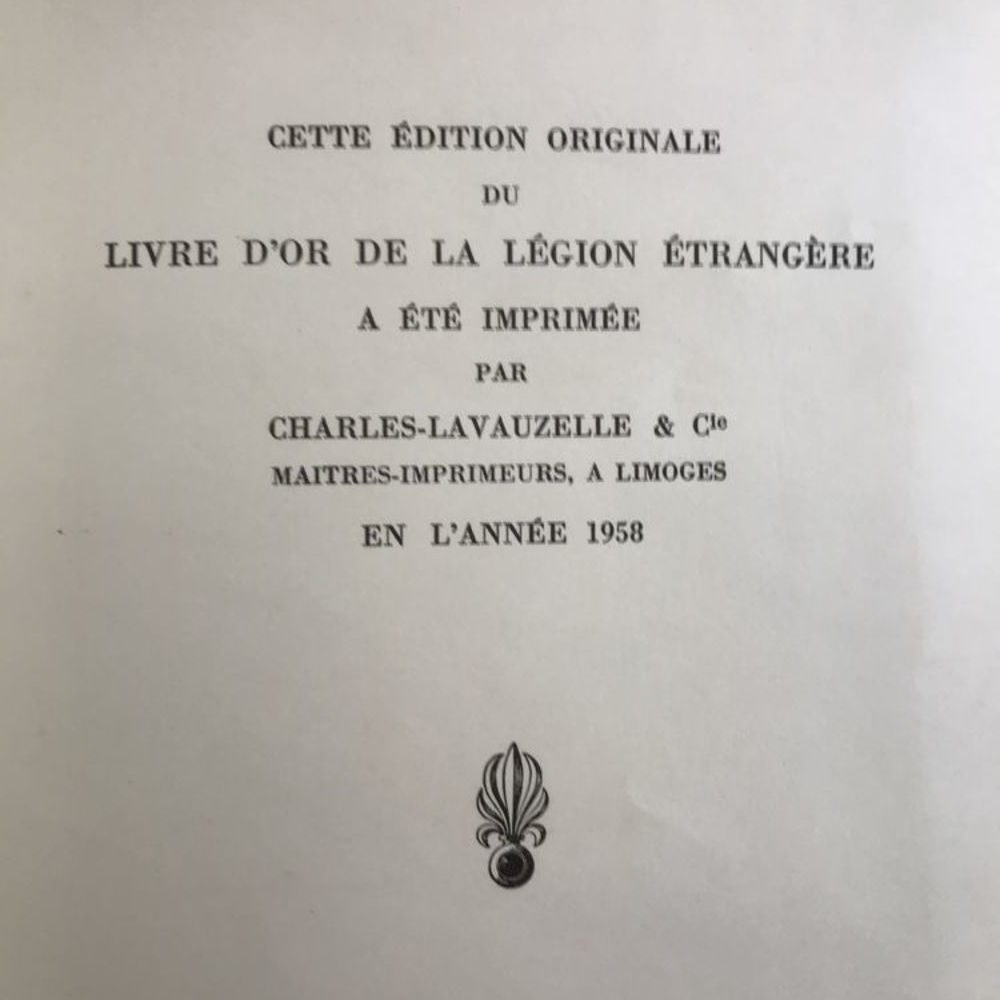 CETTE ÉDITION ORIGINALE
DU
LIVRE D'OR DE LA LÉGION ÉTRANGÈRE
A ÉTÉ IMPRIMÉE
PAR
CHARLES-LAVAUZELLE & Cie
MAITRES-IMPRIMEURS, A LIMOGES
EN L'ANNÉE 1958